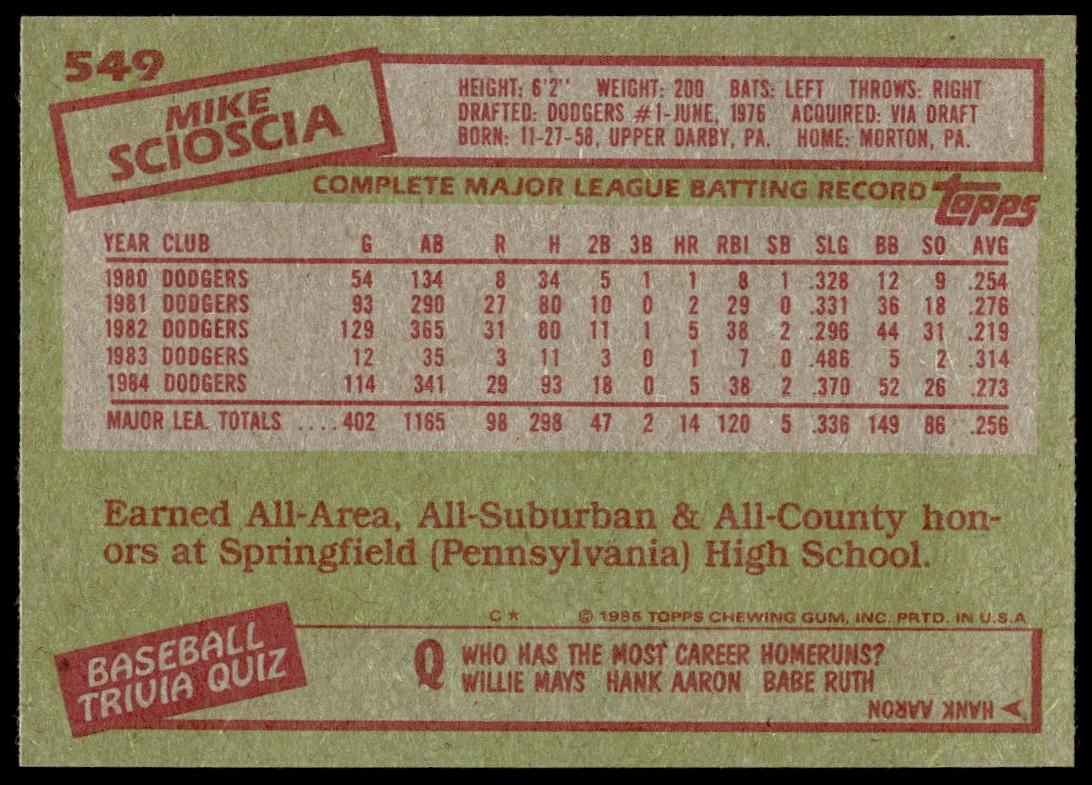 549
MIKE
SCIOSCIA
HEIGHT: 6'2" WEIGHT: 200 BATS: LEFT THROWS: RIGHT
DRAFTED: DODGERS #1-JUNE, 1976 ACQUIRED: VIA DRAFT
BORN: 11-27-58, UPPER DARBY, PA. HOME: MORTON, PA.
COMPLETE MAJOR LEAGUE BATTING RECORD topps
YEAR CLUB G AB R H 2B 3B HR RBI SB SLG BB SO AVG
1980 DODGERS 54 134 8 34 5 1 1 8 1 .328 12 9 .254
1981 DODGERS 93 290 27 80 10 0 2 29 0 .331 36 18 .276
1982 DODGERS 129 365 31 80 11 1 5 38 2 .296 44 31 .219
1983 DODGERS 12 35 3 11 3 0 1 7 0 .486 5 2 .314
1984 DODGERS 114 341 29 93 18 0 5 38 2 .370 52 26 .273
MAJOR LEA. TOTALS ....402 1165 98 298 47 2 14 120 5 .336 149 86 .256
Earned All-Area, All-Suburban & All-County hon-
ors at Springfield (Pennsylvania) High School.
C* © 1985 TOPPS CHEWING GUM, INC. PRTD. IN U.S.A
BASEBALL
TRIVIA QUIZ
Q WHO HAS THE MOST CAREER HOMERUNS?
WILLIE MAYS HANK AARON BABE RUTH
A HANK AARON